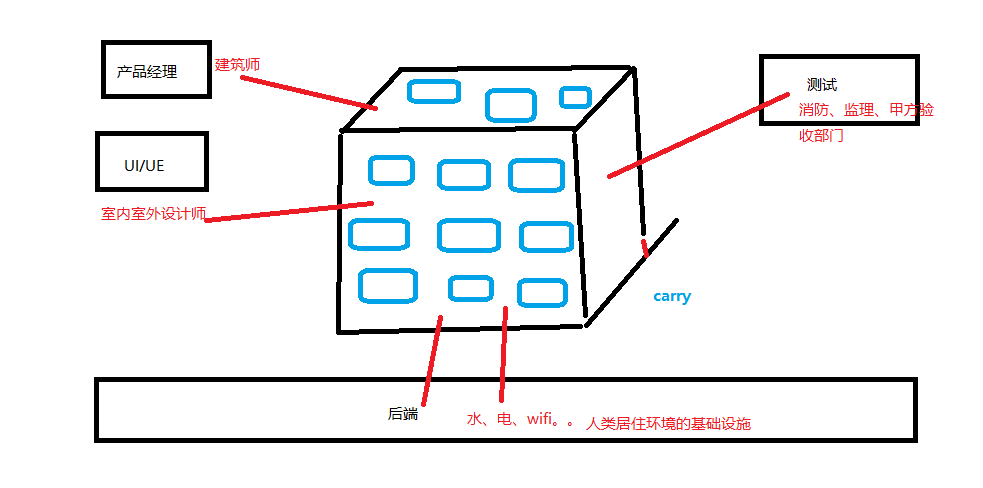 产品经理
建筑师
测试
消防、监理、甲方验
收部门
UI/UE
室内室外设计师
carry
后端
水、电、wifi。。
人类居住环境的基础设施